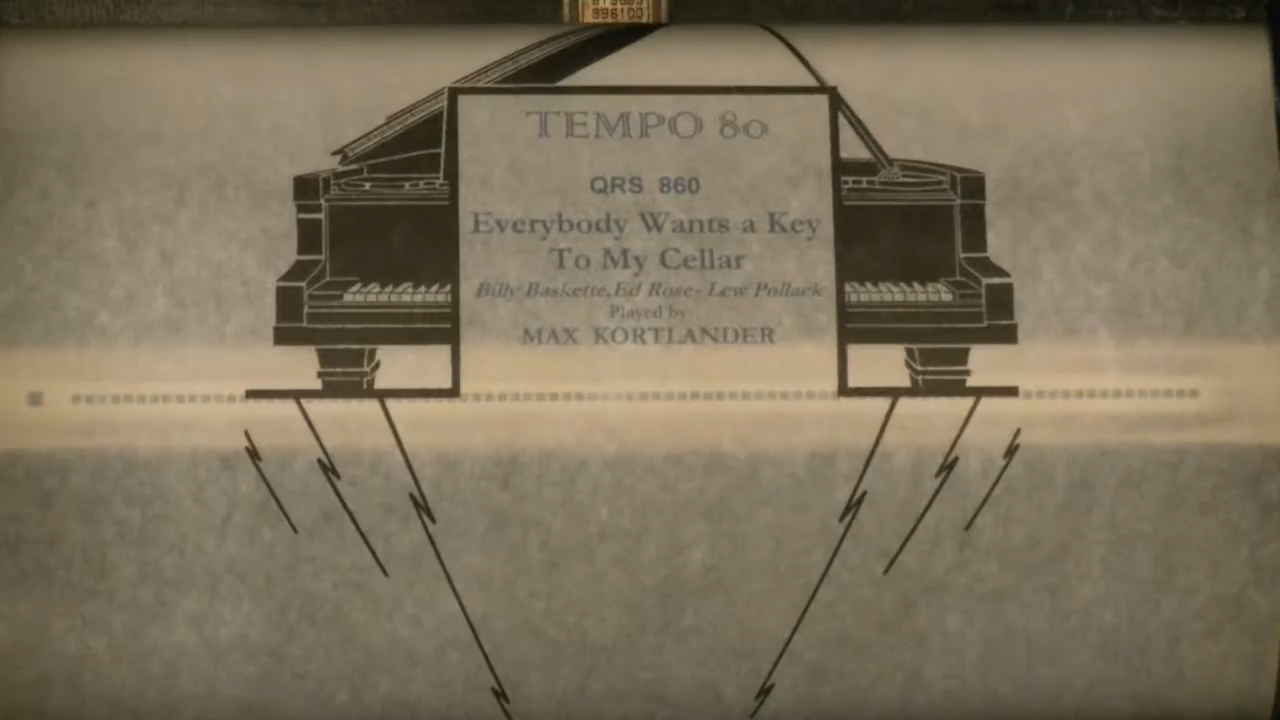 996100
TEMPO 80
QRS 860
Everybody Wants a Key
To My Cellar
Billy Baskette, Ed Rose- Lew Pollack
Played by
MAX KORTLANDER